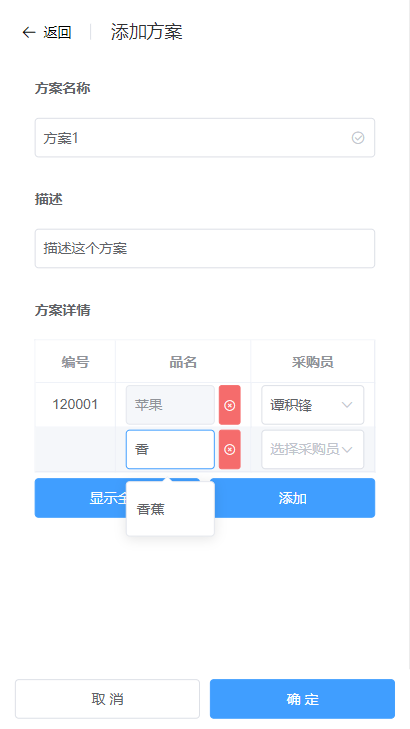 返回 添加方案
方案名称
方案1
描述
描述这个方案
方案详情
编号 品名 采购员
120001 苹果 谭积锋
香 选择采购员
显示全 添加
香蕉
取 消 确 定